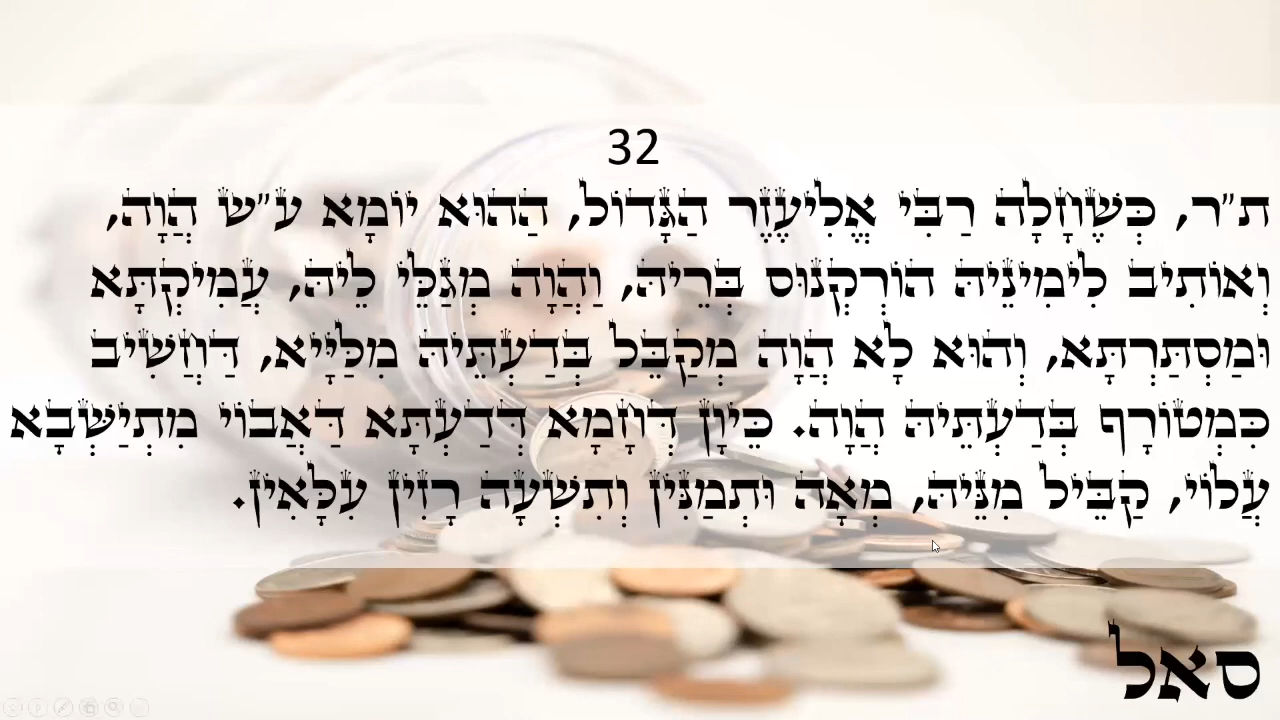 32
ת״ר, כְּשֶׁחָלָה רַבִּי אֱלִיעֶזֶר הַגָּדוֹל, הַהוּא יוֹמָא ע״ש הֲוָה,
וְאוֹתִיב לִימִינֵיהּ הוֹרְקְנוּס בְּרֵיהּ, וַהֲוָה מְגַלֵּי לֵיהּ, עֲמִיקְתָּא
וּמַסְתַּרְתָּא, וְהוּא לָא הֲוָה מְקַבֵּל בְּדַעְתֵּיהּ מִלַּיָּיא, דַּחֲשִׁיב
כִּמְטוֹרָף בְּדַעְתֵּיהּ הֲוָה. כֵּיוָן דְּחָמָא דְּדַעְתָּא דַּאֲבוֹי מִתְיַשְּׁבָא
עֲלוֹי, קַבֵּיל מִנֵּיהּ, מְאָה וּתְמַנִּין וְתִשְׁעָה רָזִין עִלָּאִין.
סאל